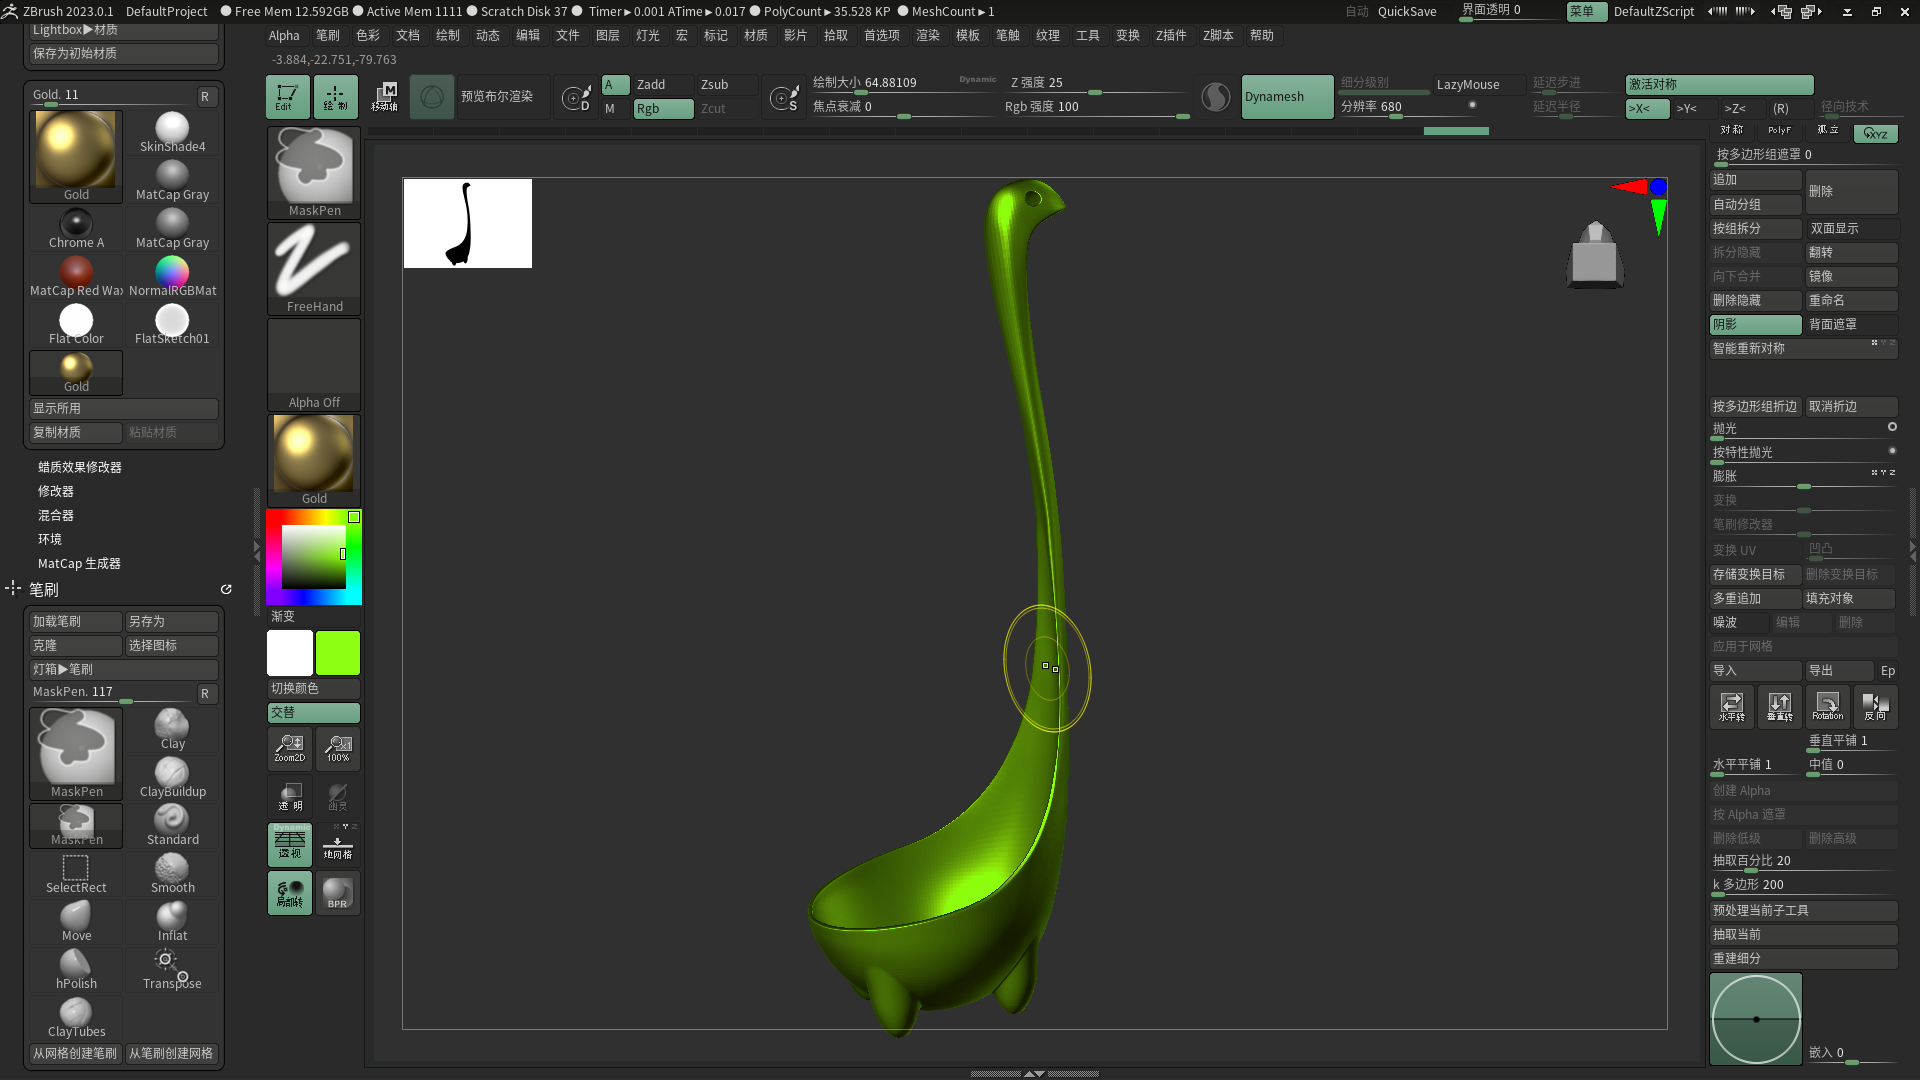 ZBrush 2023.0.1 DefaultProject ● Free Mem 12.592GB ● Active Mem 1111 ● Scratch Disk 37 ● Timer▶0.001 ATime▶0.017 ● PolyCount▶35.528 KP ● MeshCount▶1 自动 QuickSave 界面透明 0 菜单 DefaultZScript
Alpha 笔刷 色彩 文档 绘制 动态 编辑 文件 图层 灯光 宏 标记 材质 影片 拾取 首选项 渲染 模板 笔触 纹理 工具 变换 Z插件 Z脚本 帮助
-3.884,-22.751,-79.763
Lightbox▶材质
保存为初始材质
Gold. 11 R
Gold
SkinShade4
MatCap Gray
Chrome A
MatCap Gray
MatCap Red Wax
NormalRGBMat
Flat Color
FlatSketch01
Gold
显示所用
复制材质 粘贴材质
蜡质效果修改器
修改器
混合器
环境
MatCap 生成器
笔刷
加载笔刷 另存为
克隆 选择图标
灯箱▶笔刷
MaskPen. 117 R
MaskPen
Clay
ClayBuildup
MaskPen
Standard
SelectRect
Smooth
Move
Inflat
hPolish
Transpose
ClayTubes
从网格创建笔刷 从笔刷创建网格
Edit
绘 制
M
移动轴
预览布尔渲染
D
A Zadd Zsub
M Rgb Zcut
S
绘制大小 64.88109 Dynamic
焦点衰减 0
Z 强度 25
Rgb 强度 100
Dynamesh
细分级别
分辨率 680
LazyMouse
延迟步进
延迟半径
激活对称
>X< >Y< >Z< (R) 径向技术
MaskPen
FreeHand
Alpha Off
Gold
渐变
切换颜色
交替
Zoom2D
100%
透 明
幽灵
Dynamic
透视
地网格
局部转
BPR
对 称 PolyF 孤 立 XYZ
按多边形组遮罩 0
追加 删除
自动分组
按组拆分 双面显示
拆分隐藏 翻转
向下合并 镜像
删除隐藏 重命名
阴影 背面遮罩
智能重新对称
按多边形组折边 取消折边
抛光
按特性抛光
膨胀
变换
笔刷修改器
变换 UV 凹凸
存储变换目标 删除变换目标
多重追加 填充对象
噪波 编辑 删除
应用于网格
导入 导出 Ep
水平转 垂直转 Rotation 反 向
垂直平铺 1
水平平铺 1 中值 0
创建 Alpha
按 Alpha 遮罩
删除低级 删除高级
抽取百分比 20
k 多边形 200
预处理当前子工具
抽取当前
重建细分
嵌入 0